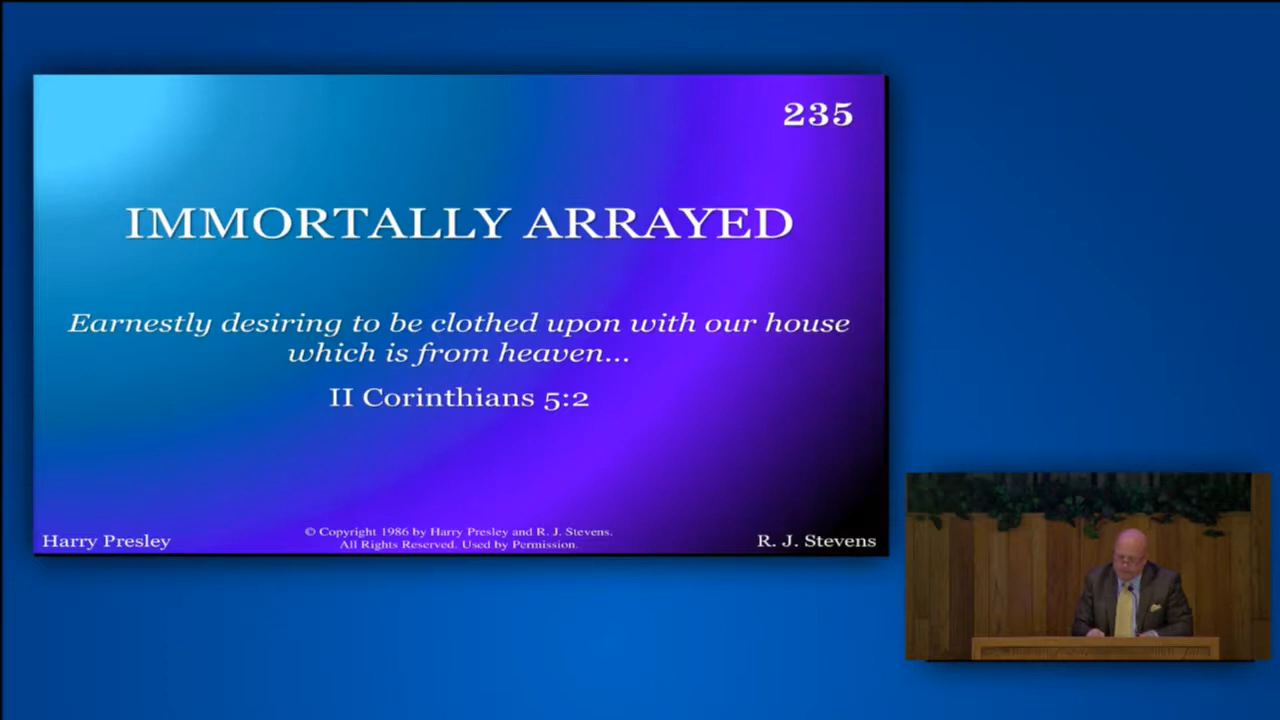 235
IMMORTALLY ARRAYED
Earnestly desiring to be clothed upon with our house
which is from heaven...
II Corinthians 5:2
Harry Presley
© Copyright 1986 by Harry Presley and R. J. Stevens.
All Rights Reserved. Used by Permission.
R. J. Stevens